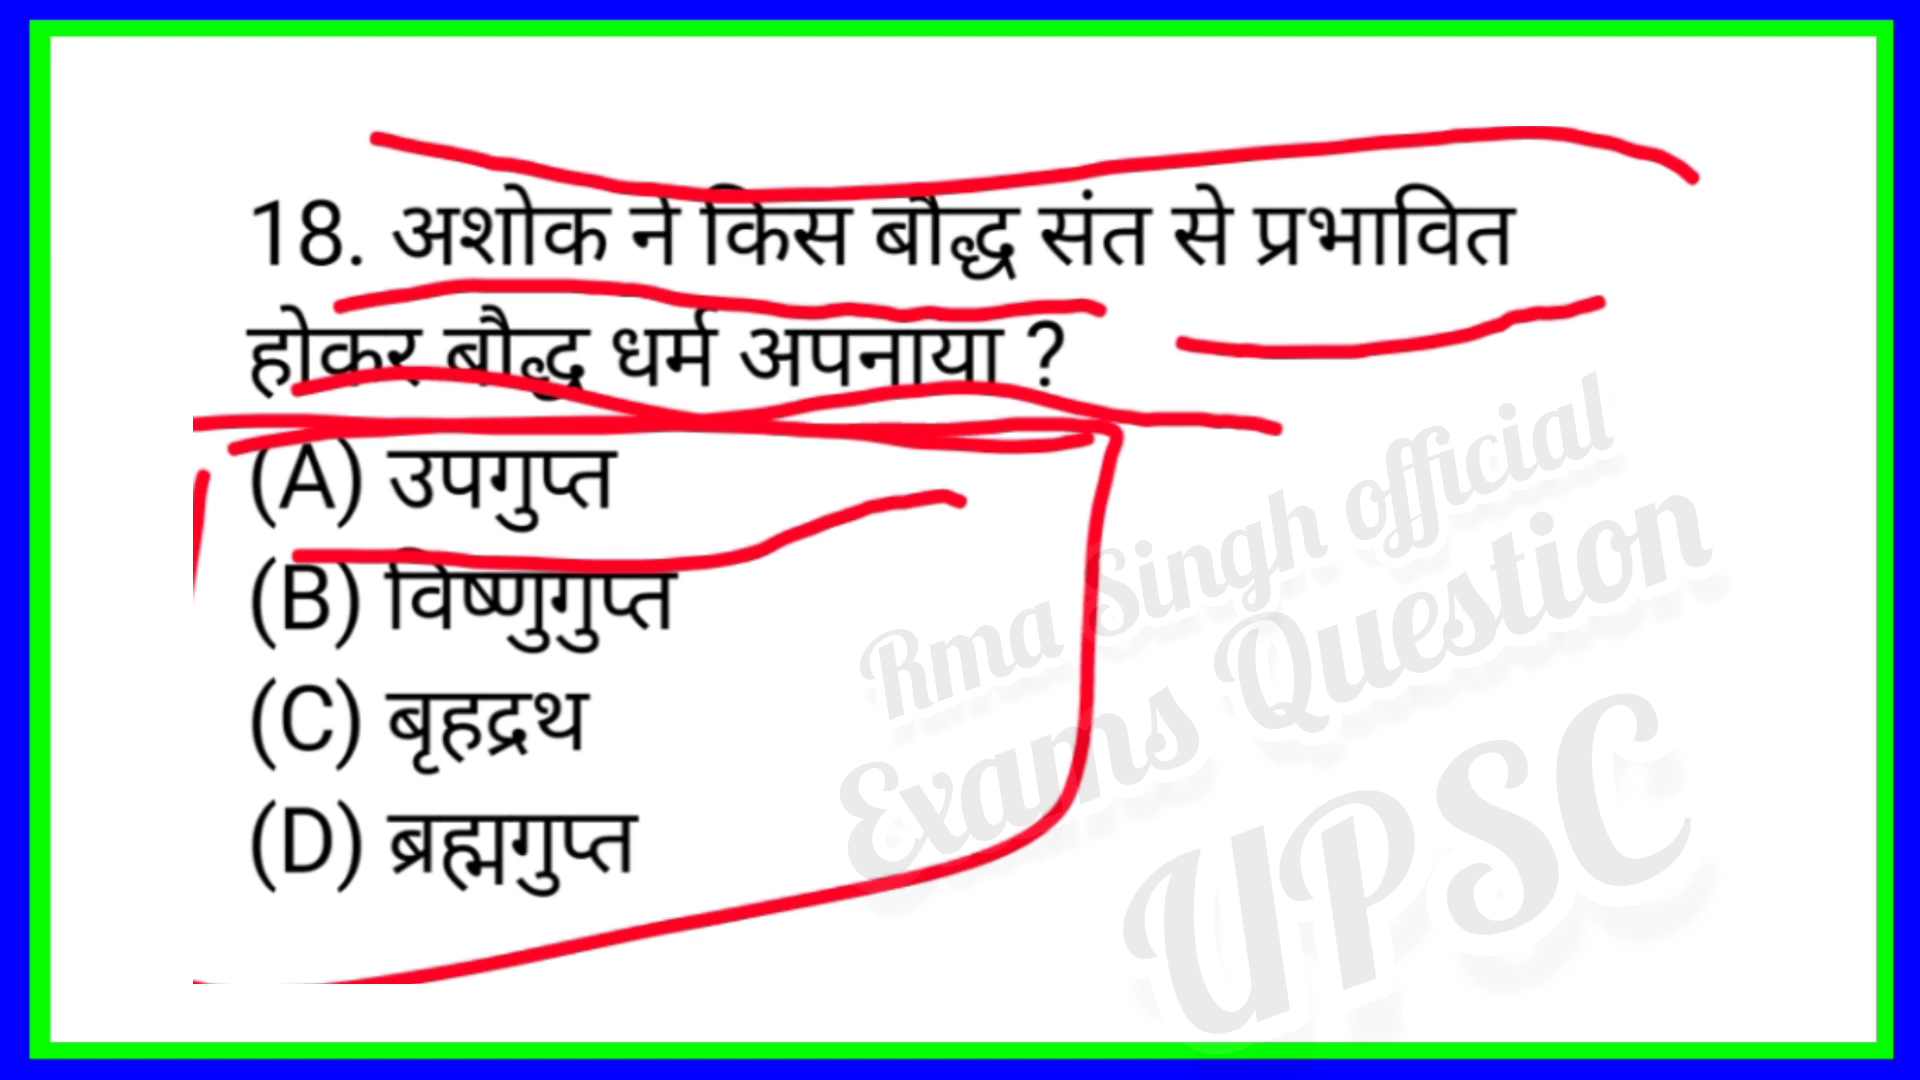 18. अशोक ने किस बौद्ध संत से प्रभावित
होकर बौद्ध धर्म अपनाया ?
(A) उपगुप्त
(B) विष्णुगुप्त
(C) बृहद्रथ
(D) ब्रह्मगुप्त
Rma Singh official
Exams Question
UPSC